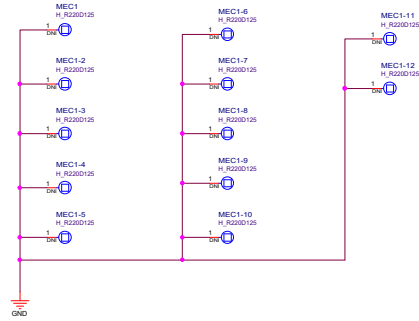 MEC1
H_R220D125
1
DNI
MEC1-2
H_R220D125
1
DNI
MEC1-3
H_R220D125
1
DNI
MEC1-4
H_R220D125
1
DNI
MEC1-5
H_R220D125
1
DNI
GND
MEC1-6
H_R220D125
1
DNI
MEC1-7
H_R220D125
1
DNI
MEC1-8
H_R220D125
1
DNI
MEC1-9
H_R220D125
1
DNI
MEC1-10
H_R220D125
1
DNI
MEC1-11
H_R220D125
1
DNI
MEC1-12
H_R220D125
1
DNI